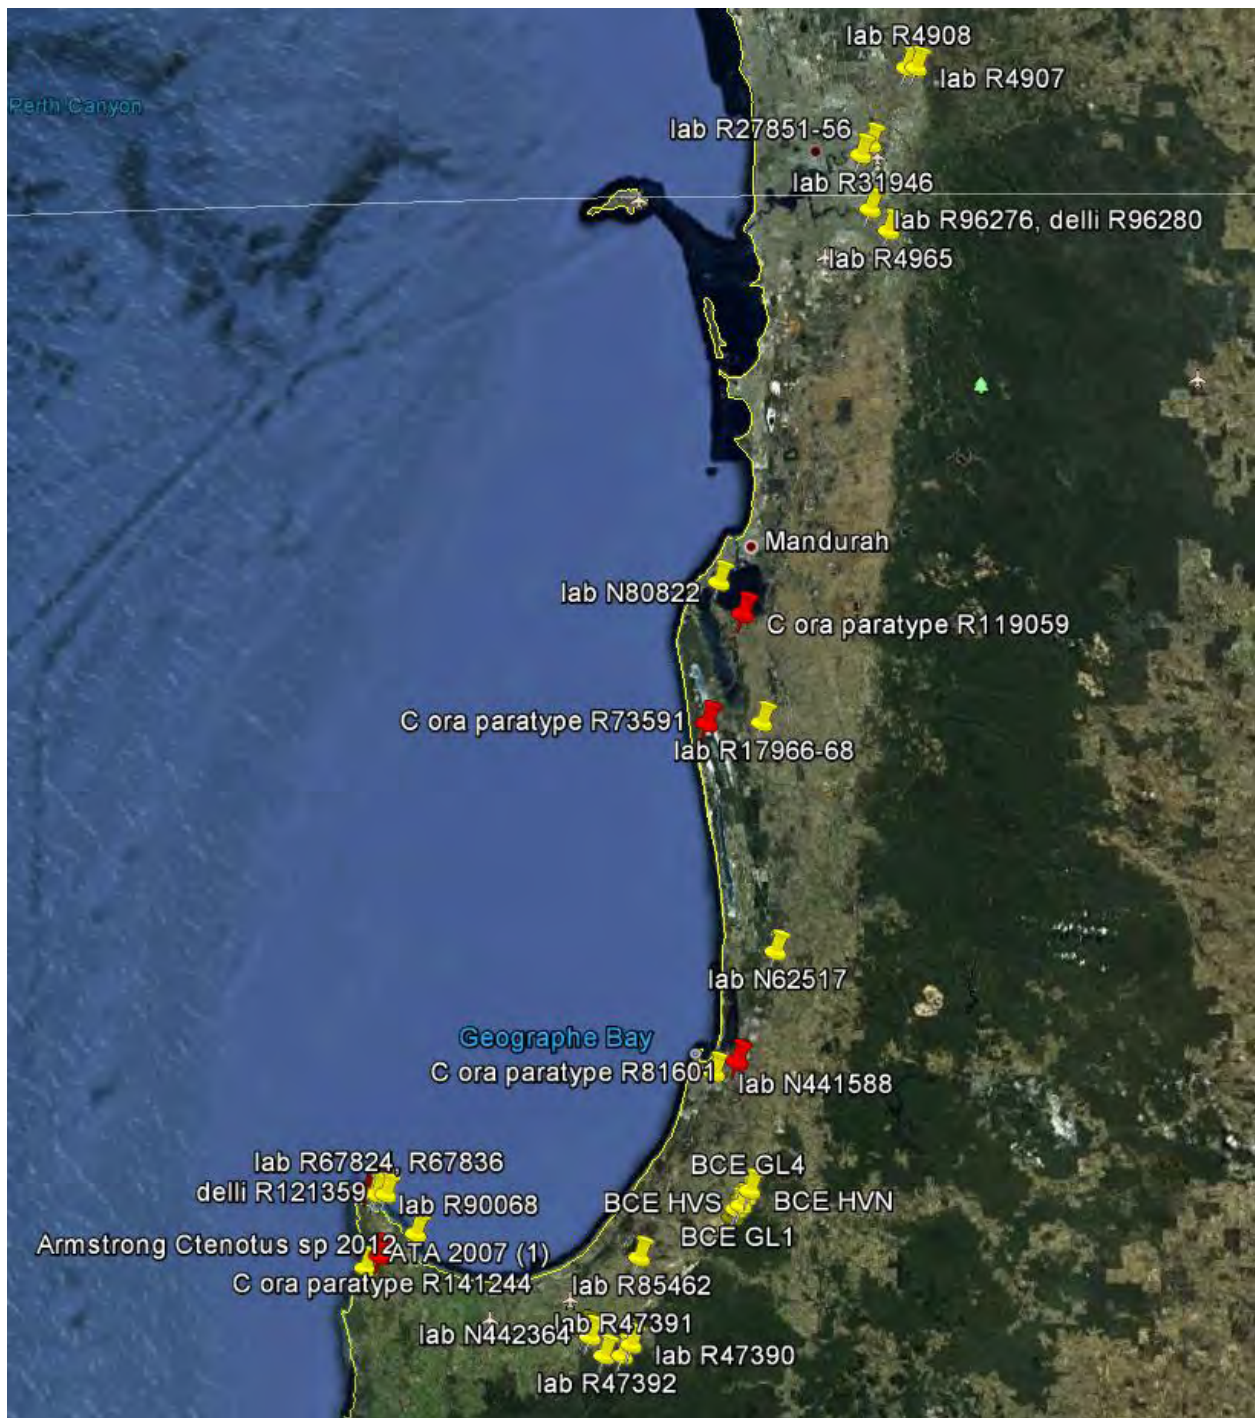 lab R4908
Perth Canyon
lab R4907
lab R27851-56
lab R31946
lab R96276, delli R96280
lab R4965
Mandurah
lab N80822
C ora paratype R119059
C ora paratype R73591
lab R17966-68
lab N62517
Geographe Bay
C ora paratype R81601
lab N441588
lab R67824, R67836
BCE GL4
delli R121359
lab R90068
BCE HVS
BCE HVN
BCE GL1
Armstrong Ctenotus sp 2012
ATA 2007 (1)
C ora paratype R141244
lab R85462
lab R47391
lab N442364
lab R47390
lab R47392